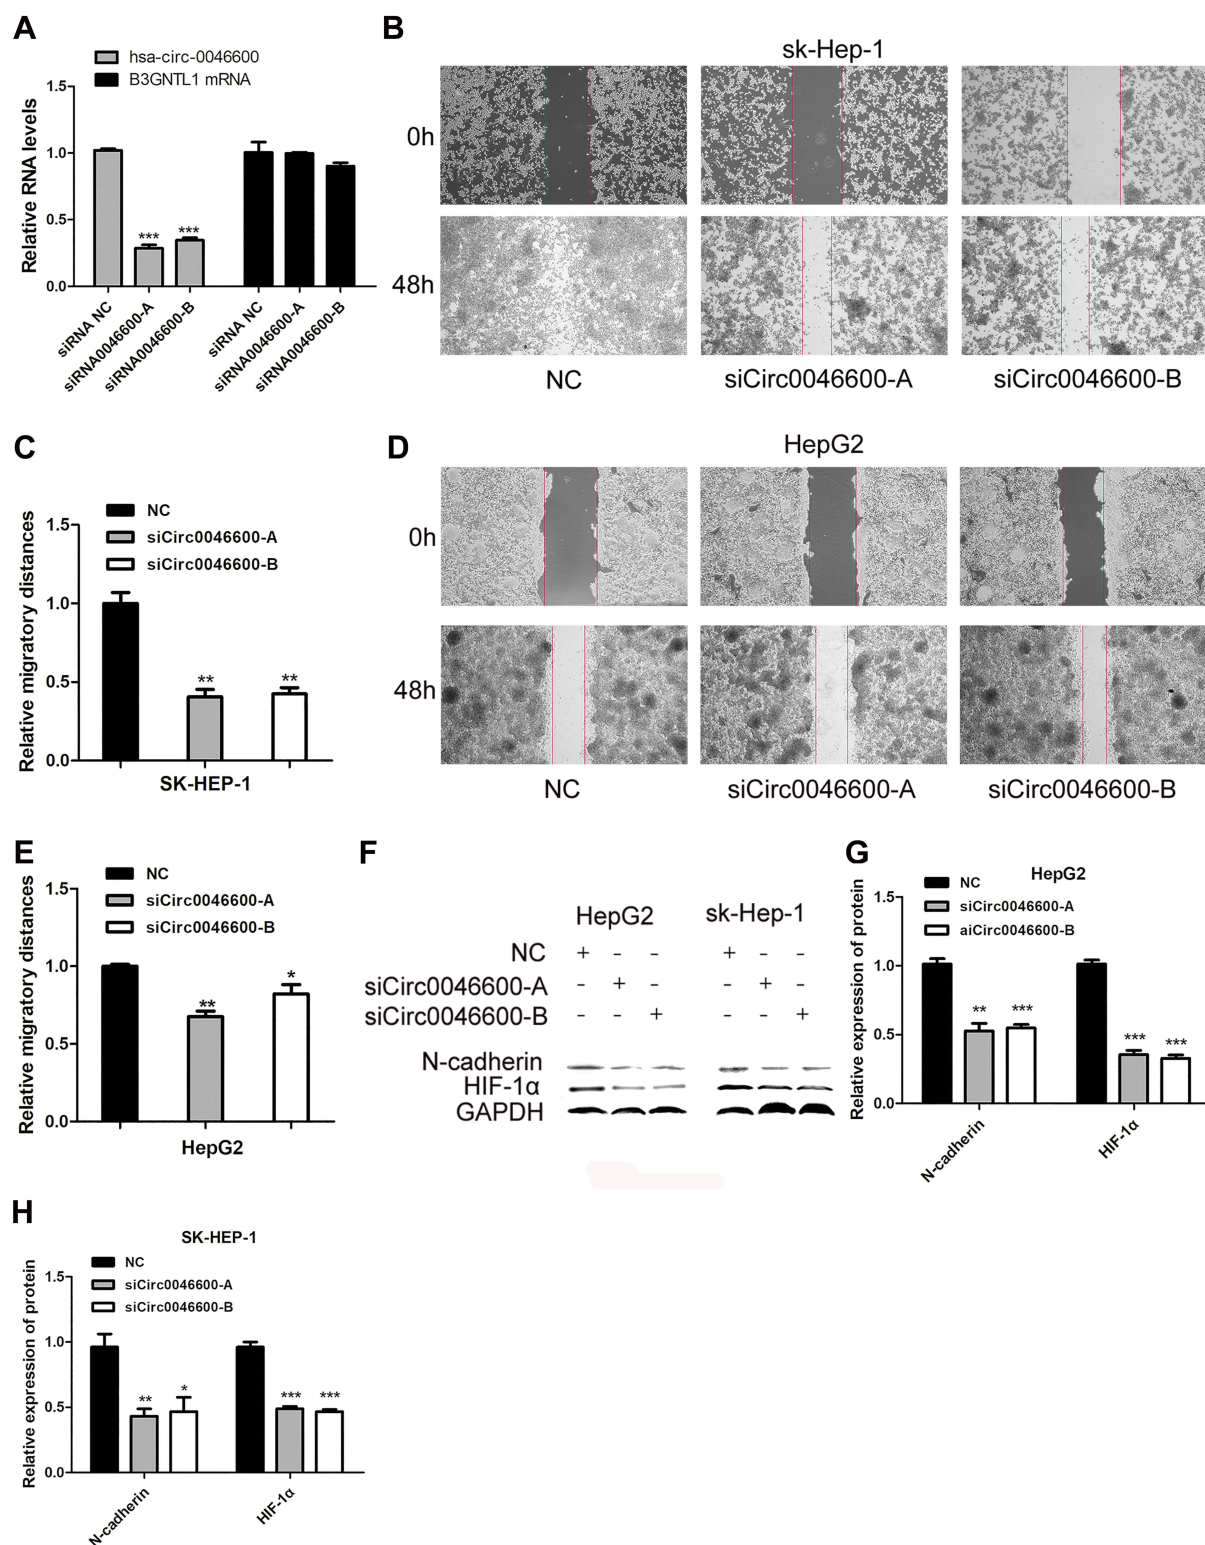 A
hsa-circ-0046600
B3GNTL1 mRNA
Relative RNA levels
1.5
1.0
0.5
0.0
*** ***
siRNA NC
siRNA0046600-A
siRNA0046600-B
siRNA NC
siRNA0046600-A
siRNA0046600-B
B
sk-Hep-1
0h
48h
NC siCirc0046600-A siCirc0046600-B
C
NC
siCirc0046600-A
siCirc0046600-B
Relative migratory distances
1.5
1.0
0.5
0.0
** **
SK-HEP-1
D
HepG2
0h
48h
NC siCirc0046600-A siCirc0046600-B
E
NC
siCirc0046600-A
siCirc0046600-B
Relative migratory distances
1.5
1.0
0.5
0.0
** *
HepG2
F
HepG2 sk-Hep-1
NC + - - + - -
siCirc0046600-A - + - - + -
siCirc0046600-B - - + - - +
N-cadherin
HIF-1α
GAPDH
G
HepG2
NC
siCirc0046600-A
aiCirc0046600-B
Relative expression of protein
1.5
1.0
0.5
0.0
** *** *** ***
N-cadherin
HIF-1α
H
SK-HEP-1
NC
siCirc0046600-A
siCirc0046600-B
Relative expression of protein
1.5
1.0
0.5
0.0
** * *** ***
N-cadherin
HIF-1α